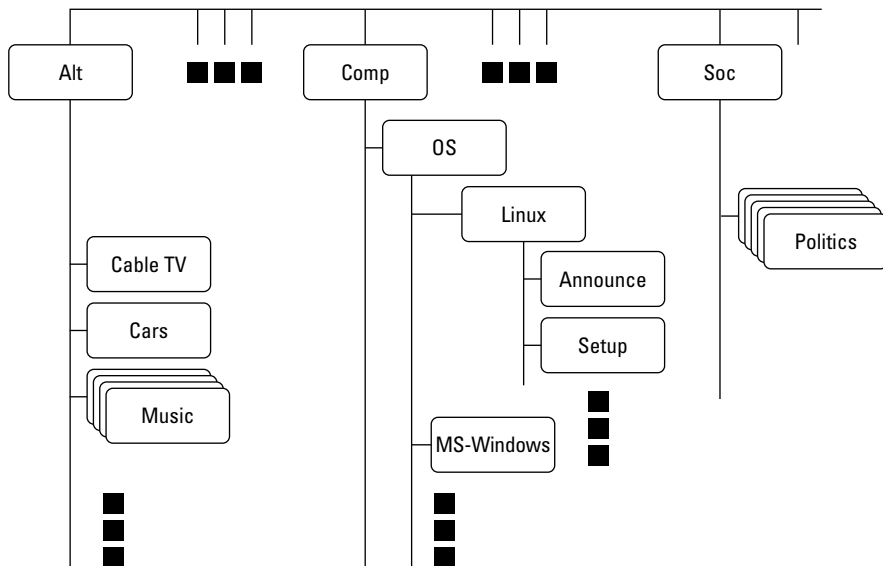 Alt
Comp
Soc
OS
Linux
Politics
Cable TV
Announce
Cars
Setup
Music
MS-Windows